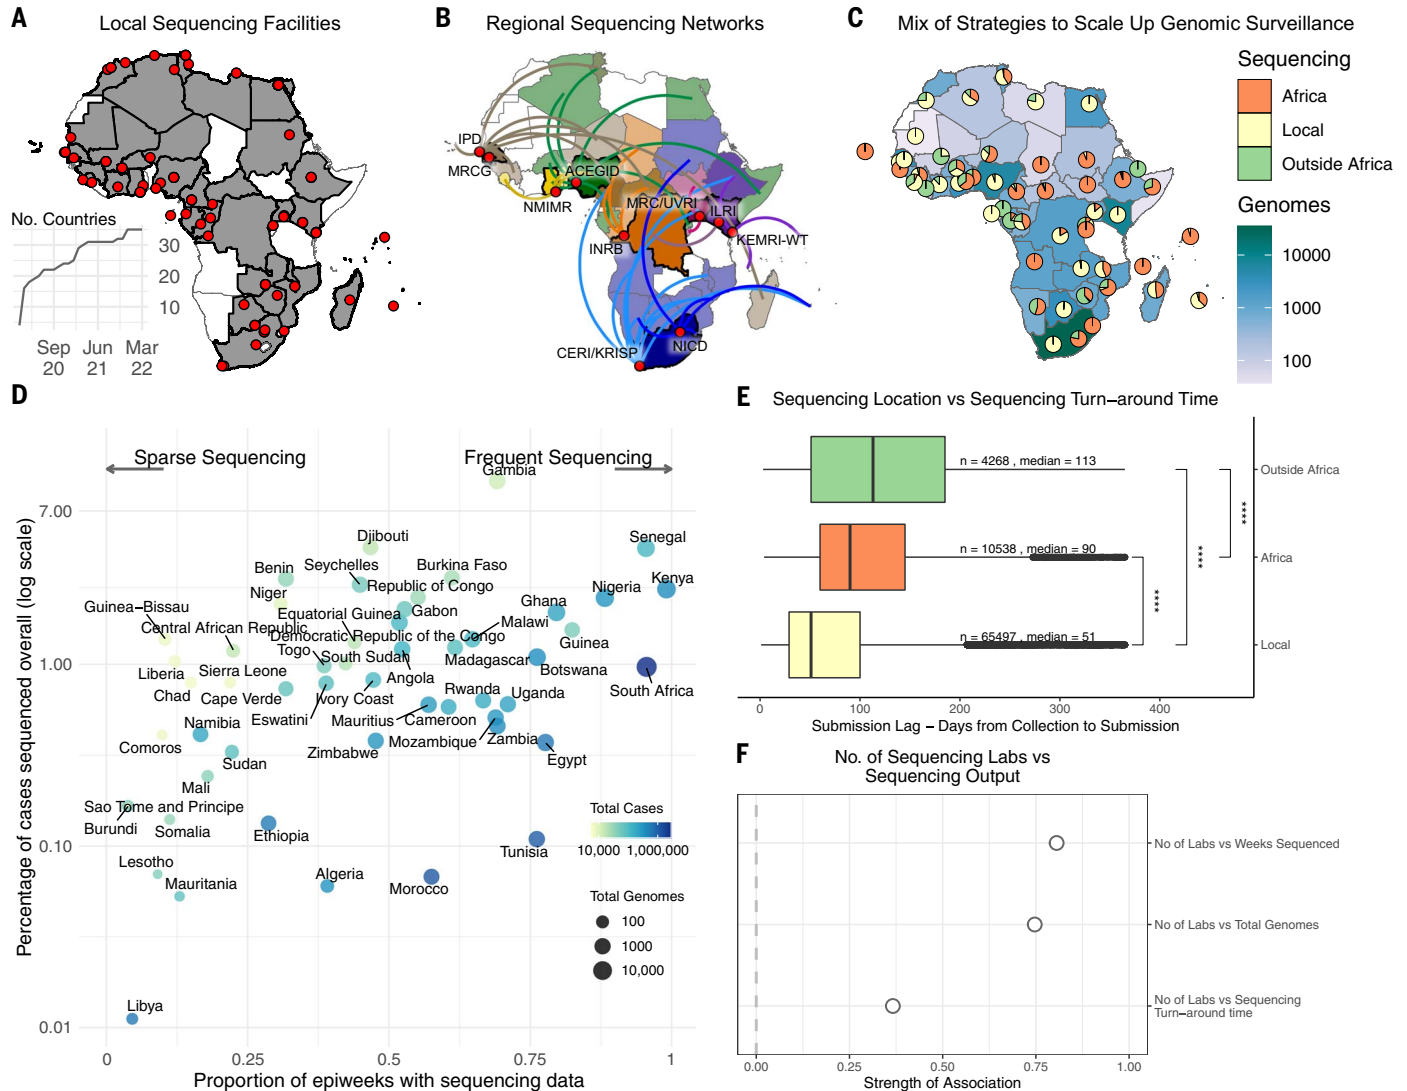 A
Local Sequencing Facilities
No. Countries
30
20
10
Sep
20
Jun
21
Mar
22
B
Regional Sequencing Networks
IPD
MRCG
ACEGID
NMIMR
MRC/UVRI
ILRI
INRB
KEMRI-WT
CERI/KRISP
NICD
C
Mix of Strategies to Scale Up Genomic Surveillance
Sequencing
Africa
Local
Outside Africa
Genomes
10000
1000
100
D
Sparse Sequencing
Frequent Sequencing
Percentage of cases sequenced overall (log scale)
7.00
1.00
0.10
0.01
Gambia
Djibouti
Senegal
Benin
Seychelles
Burkina Faso
Kenya
Niger
Republic of Congo
Nigeria
Guinea−Bissau
Equatorial Guinea
Gabon
Ghana
Central African Republic
Democratic Republic of the Congo
Malawi
Guinea
Togo
South Sudan
Madagascar
Botswana
Liberia
Sierra Leone
Angola
South Africa
Chad
Cape Verde
Ivory Coast
Rwanda
Uganda
Eswatini
Mauritius
Cameroon
Namibia
Mozambique
Zambia
Comoros
Sudan
Zimbabwe
Egypt
Mali
Sao Tome and Principe
Burundi
Somalia
Ethiopia
Tunisia
Lesotho
Mauritania
Algeria
Morocco
Libya
Total Cases
10,000 1,000,000
Total Genomes
100
1000
10,000
0 0.25 0.5 0.75 1
Proportion of epiweeks with sequencing data
E
Sequencing Location vs Sequencing Turn−around Time
n = 4268 , median = 113
Outside Africa
n = 10538 , median = 90
Africa
n = 65497 , median = 51
Local
****
****
****
0 100 200 300 400
Submission Lag − Days from Collection to Submission
F
No. of Sequencing Labs vs
Sequencing Output
No of Labs vs Weeks Sequenced
No of Labs vs Total Genomes
No of Labs vs Sequencing
Turn−around time
0.00 0.25 0.50 0.75 1.00
Strength of Association